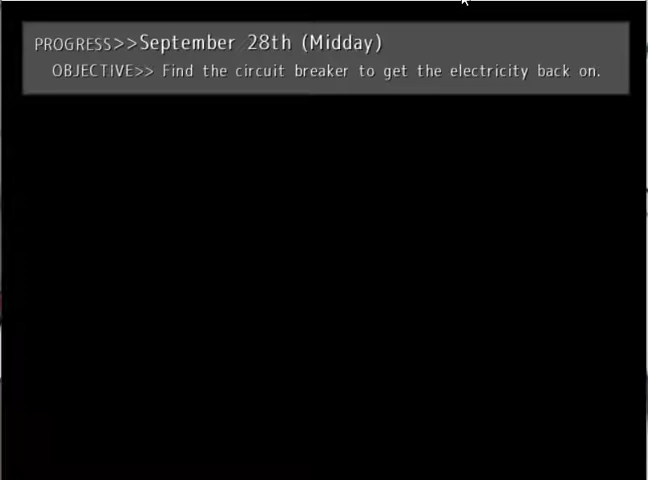 PROGRESS>>September 28th (Midday)
OBJECTIVE>> Find the circuit breaker to get the electricity back on.